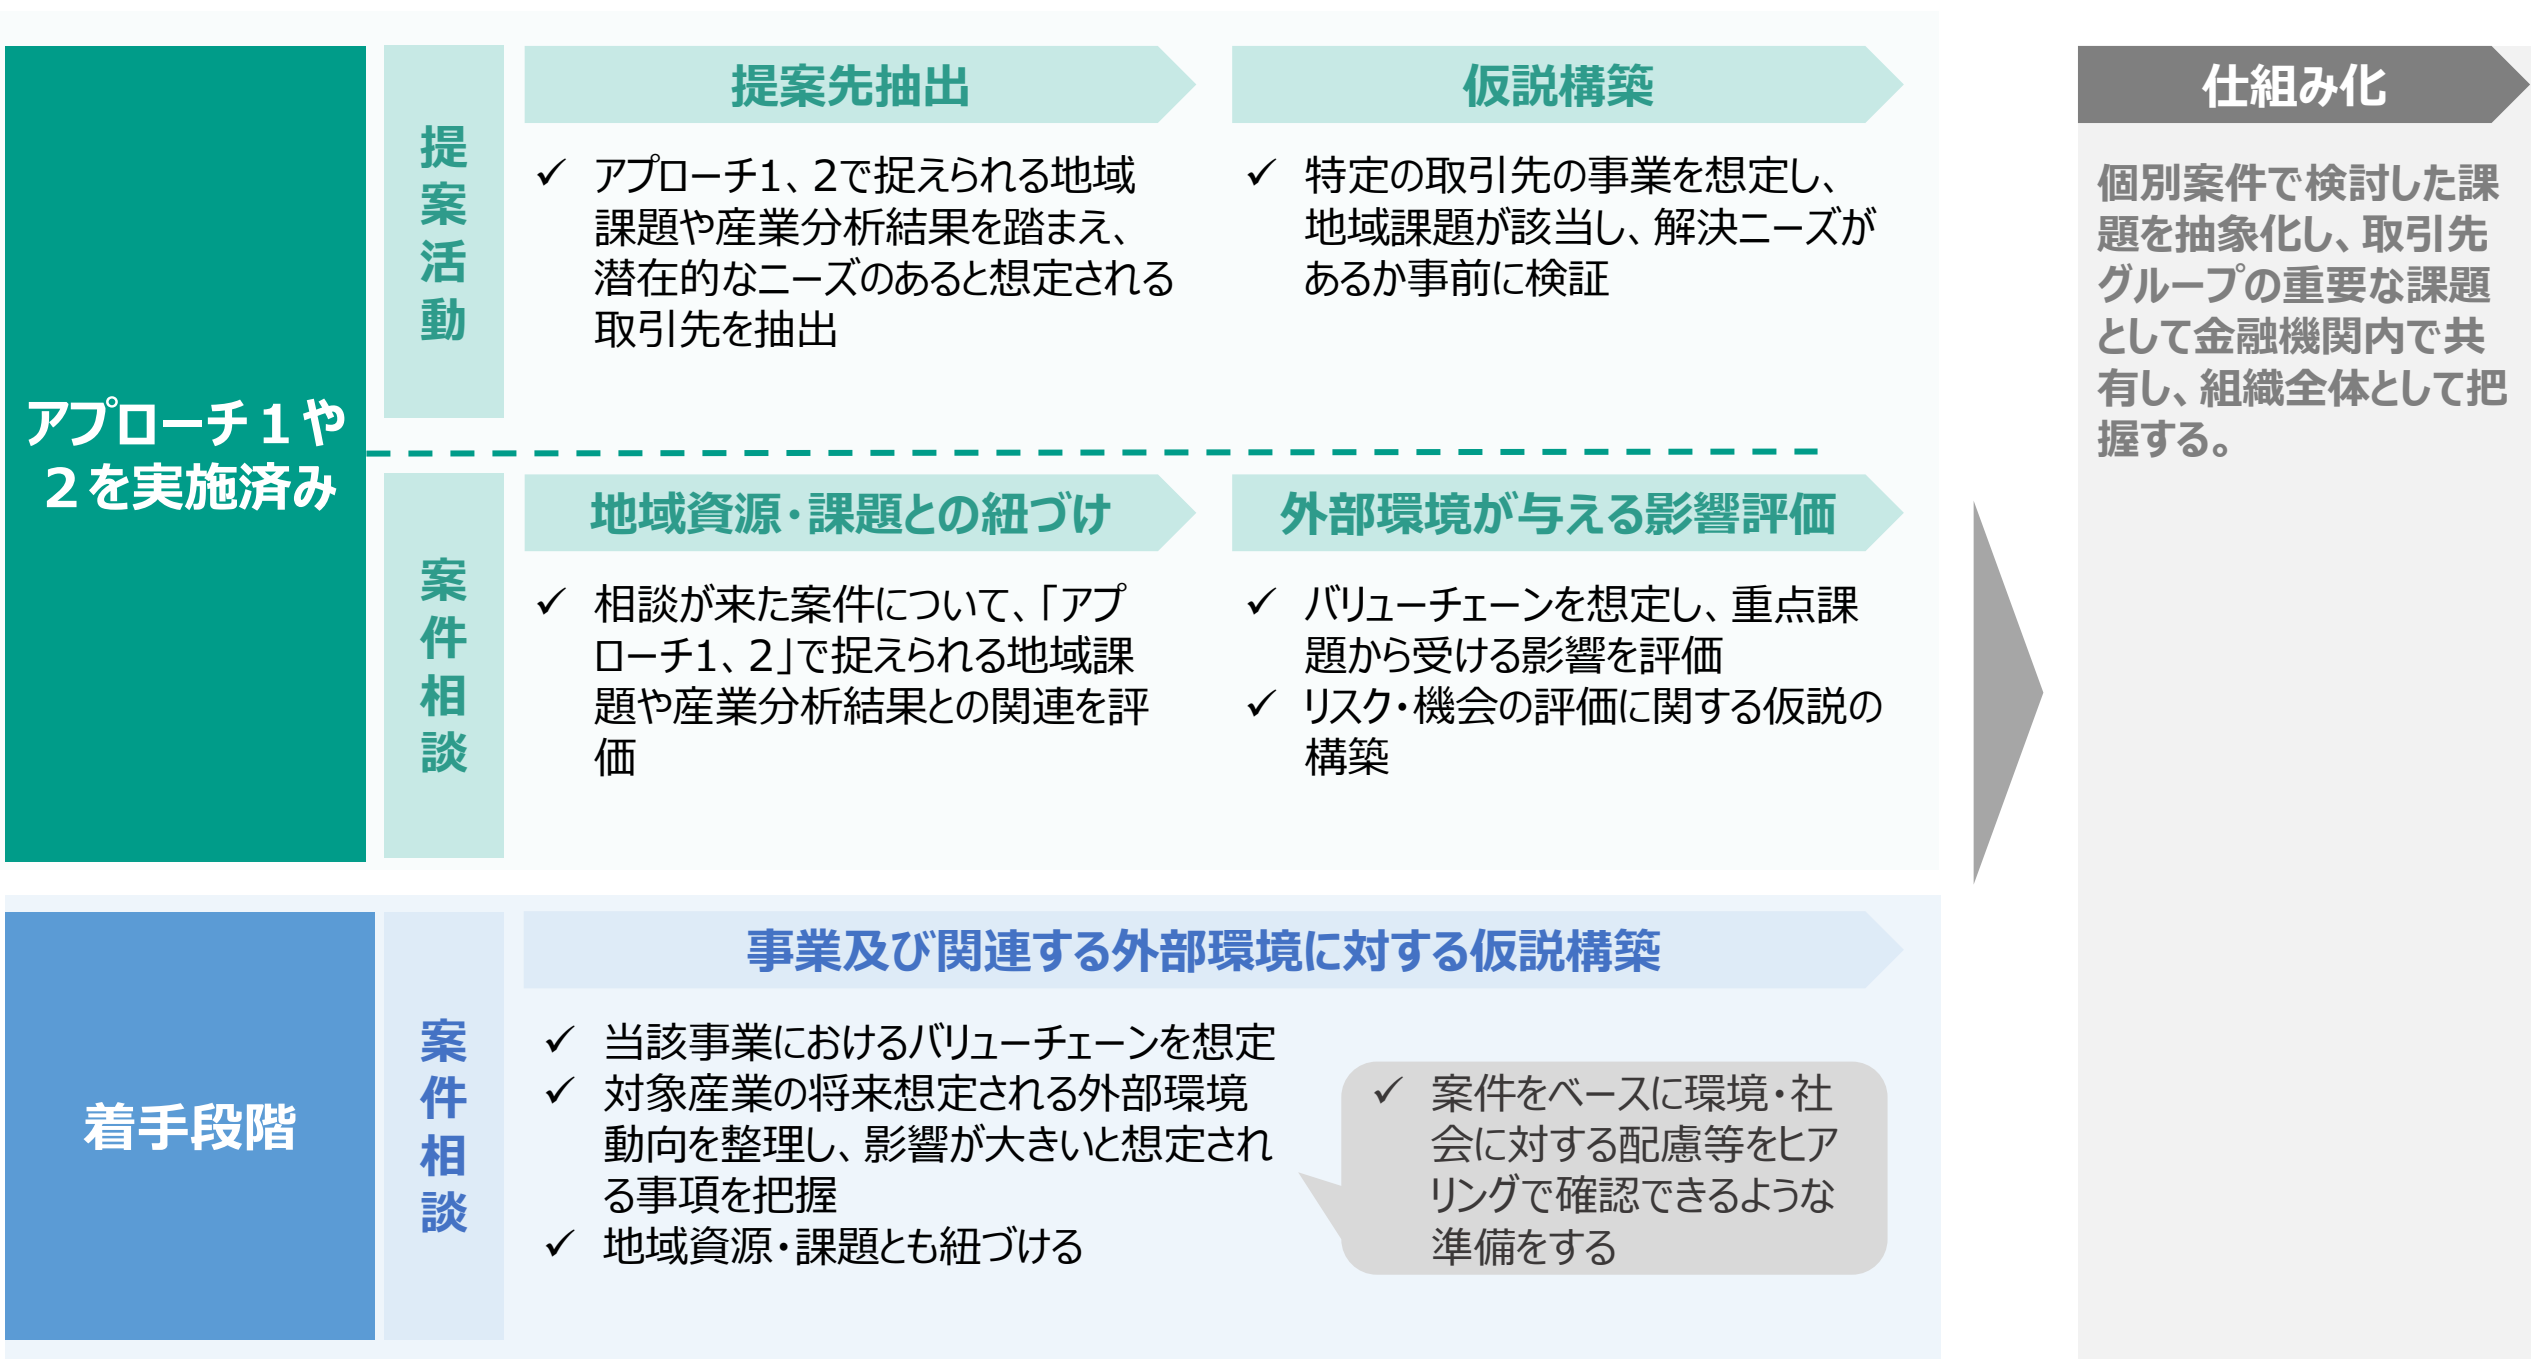 アプローチ１や
２を実施済み
提案活動
提案先抽出
✓ アプローチ1、2で捉えられる地域
課題や産業分析結果を踏まえ、
潜在的なニーズのあると想定される
取引先を抽出
仮説構築
✓ 特定の取引先の事業を想定し、
地域課題が該当し、解決ニーズが
あるか事前に検証
案件相談
地域資源・課題との紐づけ
✓ 相談が来た案件について、「アプ
ローチ1、2」で捉えられる地域課
題や産業分析結果との関連を評
価
外部環境が与える影響評価
✓ バリューチェーンを想定し、重点課
題から受ける影響を評価
✓ リスク・機会の評価に関する仮説の
構築
着手段階
案件相談
事業及び関連する外部環境に対する仮説構築
✓ 当該事業におけるバリューチェーンを想定
✓ 対象産業の将来想定される外部環境
動向を整理し、影響が大きいと想定され
る事項を把握
✓ 地域資源・課題とも紐づける
✓ 案件をベースに環境・社
会に対する配慮等をヒア
リングで確認できるような
準備をする
仕組み化
個別案件で検討した課
題を抽象化し、取引先
グループの重要な課題
として金融機関内で共
有し、組織全体として把
握する。